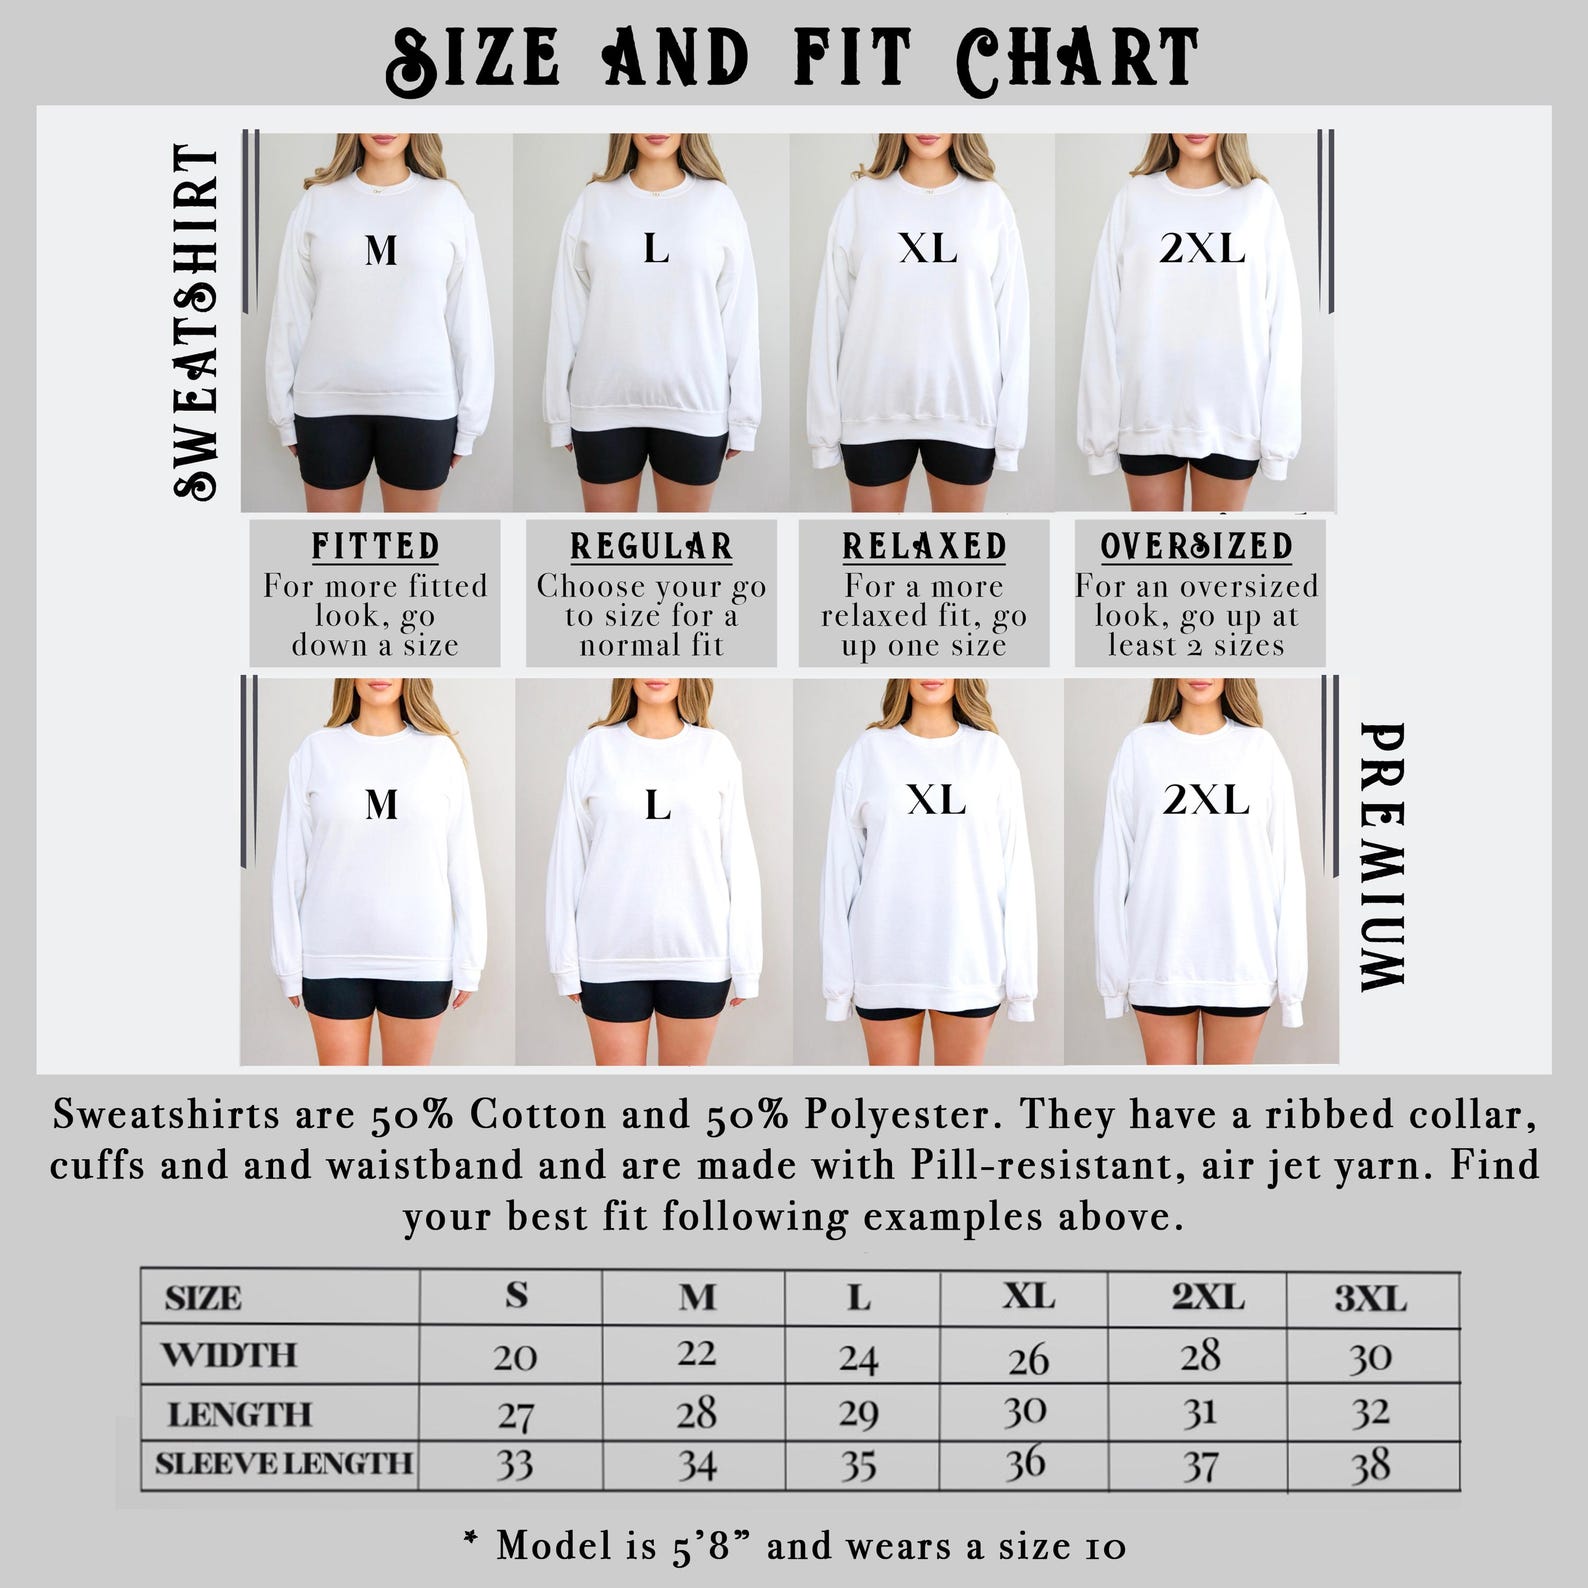 SIZE AND FIT CHART
SWEATSHIRT
M L XL 2XL
FITTED
For more fitted
look, go
down a size
REGULAR
Choose your go
to size for a
normal fit
RELAXED
For a more
relaxed fit, go
up one size
OVERSIZED
For an oversized
look, go up at
least 2 sizes
M L XL 2XL
PREMIUM
Sweatshirts are 50% Cotton and 50% Polyester. They have a ribbed collar,
cuffs and and waistband and are made with Pill-resistant, air jet yarn. Find
your best fit following examples above.
SIZE S M L XL 2XL 3XL
WIDTH 20 22 24 26 28 30
LENGTH 27 28 29 30 31 32
SLEEVE LENGTH 33 34 35 36 37 38
* Model is 5'8” and wears a size 10